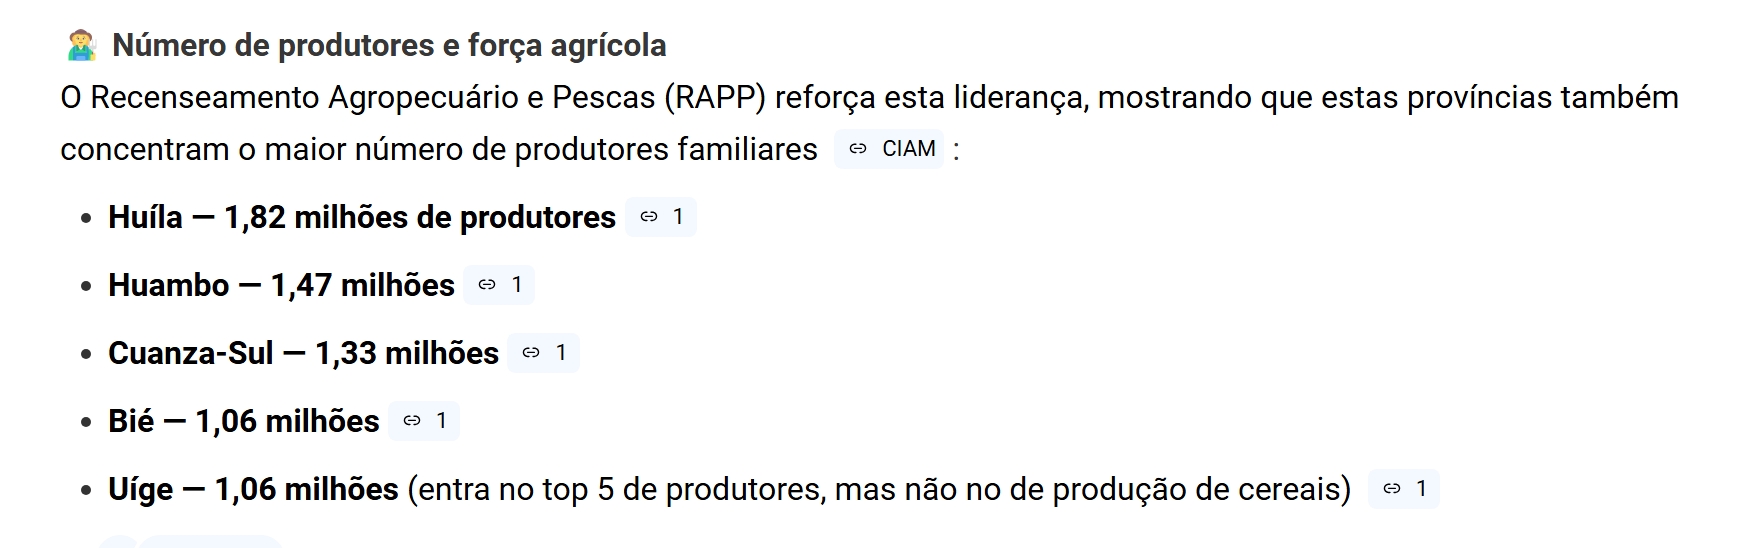 Número de produtores e força agrícola
O Recenseamento Agropecuário e Pescas (RAPP) reforça esta liderança, mostrando que estas províncias também
concentram o maior número de produtores familiares CIAM :
• Huíla — 1,82 milhões de produtores 1
• Huambo — 1,47 milhões 1
• Cuanza-Sul — 1,33 milhões 1
• Bié — 1,06 milhões 1
• Uíge — 1,06 milhões (entra no top 5 de produtores, mas não no de produção de cereais) 1